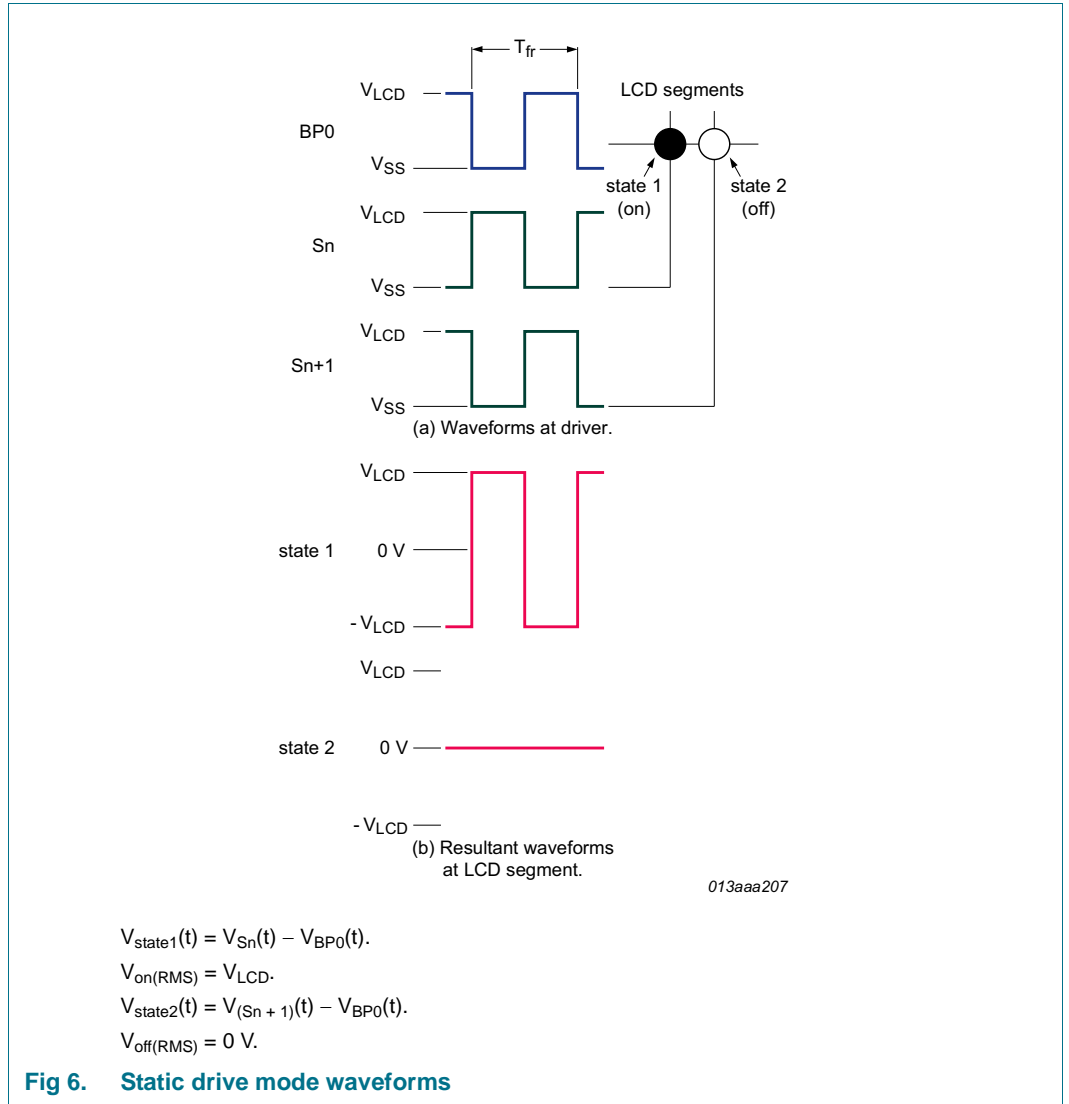 Tfr
VLCD
LCD segments
BP0
VSS
state 1
(on)
state 2
(off)
VLCD
Sn
VSS
VLCD
Sn+1
VSS
(a) Waveforms at driver.
VLCD
state 1 0 V
- VLCD
VLCD
state 2 0 V
- VLCD
(b) Resultant waveforms
at LCD segment.
013aaa207
Vstate1(t) = VSn(t) − VBP0(t).
Von(RMS) = VLCD.
Vstate2(t) = V(Sn + 1)(t) − VBP0(t).
Voff(RMS) = 0 V.
Fig 6. Static drive mode waveforms